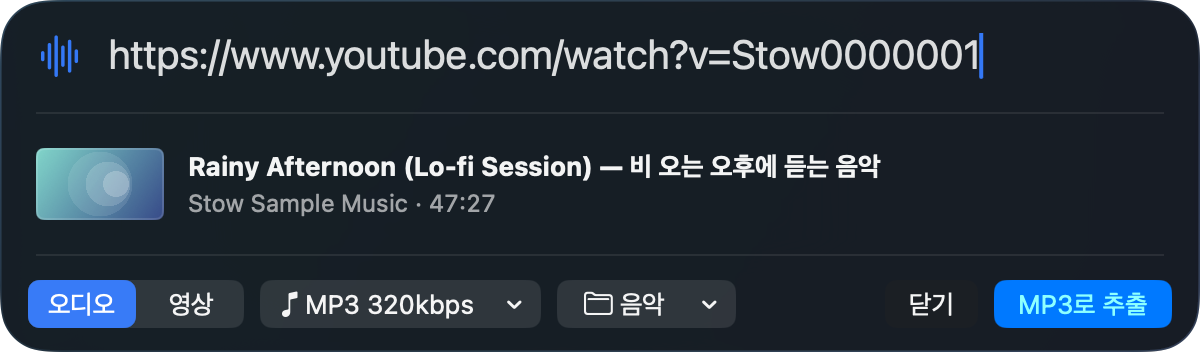 https://www.youtube.com/watch?v=Stow0000001
Rainy Afternoon (Lo-fi Session) — 비 오는 오후에 듣는 음악
Stow Sample Music · 47:27
오디오 영상 MP3 320kbps 음악 닫기 MP3로 추출